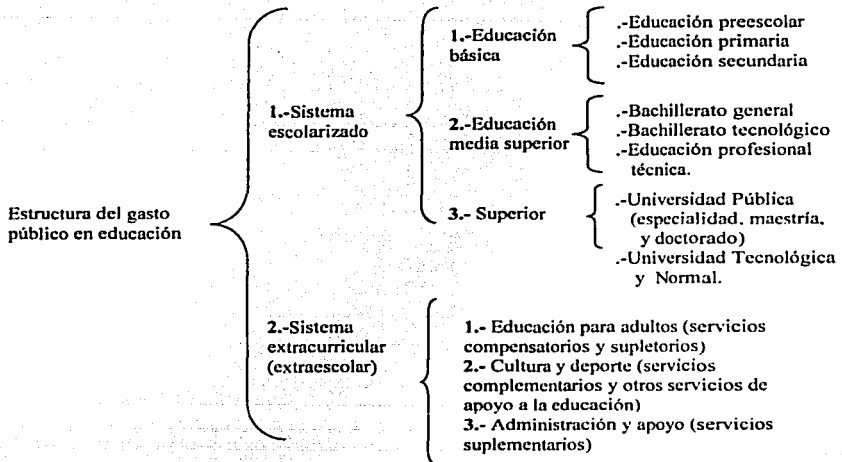 Estructura del gasto
público en educación
1.-Sistema
escolarizado
1.-Educación
básica
.-Educación preescolar
.-Educación primaria
.-Educación secundaria
2.-Educación
media superior
.-Bachillerato general
.-Bachillerato tecnológico
.-Educación profesional
técnica.
3.- Superior
.-Universidad Pública
(especialidad, maestría,
y doctorado)
.-Universidad Tecnológica
y Normal.
2.-Sistema
extracurricular
(extraescolar)
1.- Educación para adultos (servicios
compensatorios y supletorios)
2.- Cultura y deporte (servicios
complementarios y otros servicios de
apoyo a la educación)
3.- Administración y apoyo (servicios
suplementarios)